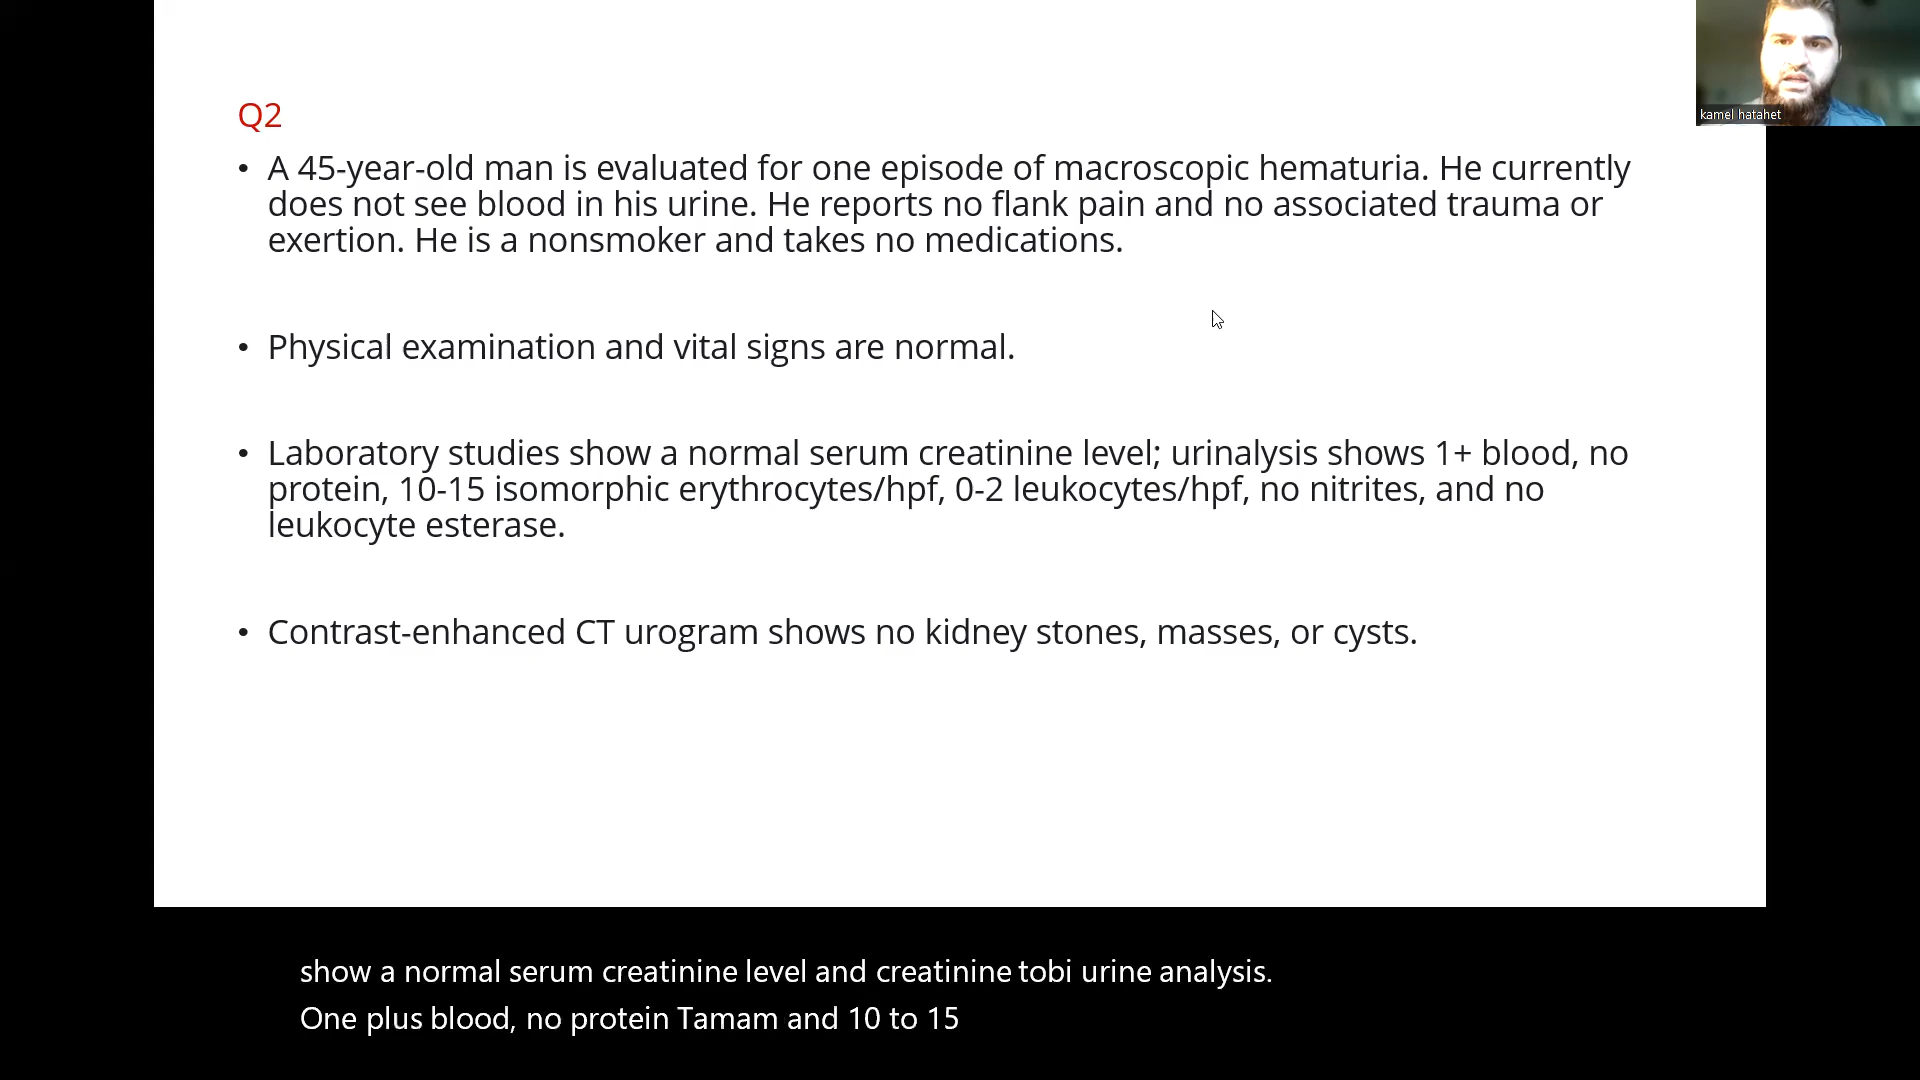 kamel hatahet
Q2
• A 45-year-old man is evaluated for one episode of macroscopic hematuria. He currently
does not see blood in his urine. He reports no flank pain and no associated trauma or
exertion. He is a nonsmoker and takes no medications.
• Physical examination and vital signs are normal.
• Laboratory studies show a normal serum creatinine level; urinalysis shows 1+ blood, no
protein, 10-15 isomorphic erythrocytes/hpf, 0-2 leukocytes/hpf, no nitrites, and no
leukocyte esterase.
• Contrast-enhanced CT urogram shows no kidney stones, masses, or cysts.
show a normal serum creatinine level and creatinine tobi urine analysis.
One plus blood, no protein Tamam and 10 to 15